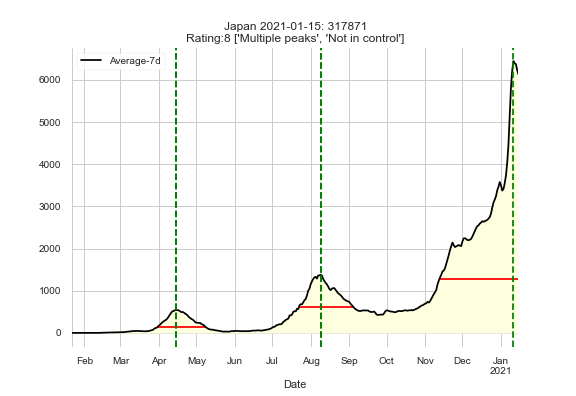 Japan 2021-01-15: 317871
Rating:8 ['Multiple peaks', 'Not in control']
Average-7d
6000
5000
4000
3000
2000
1000
0
Feb Mar Apr May Jun Jul Aug Sep Oct Nov Dec Jan
2021
Date